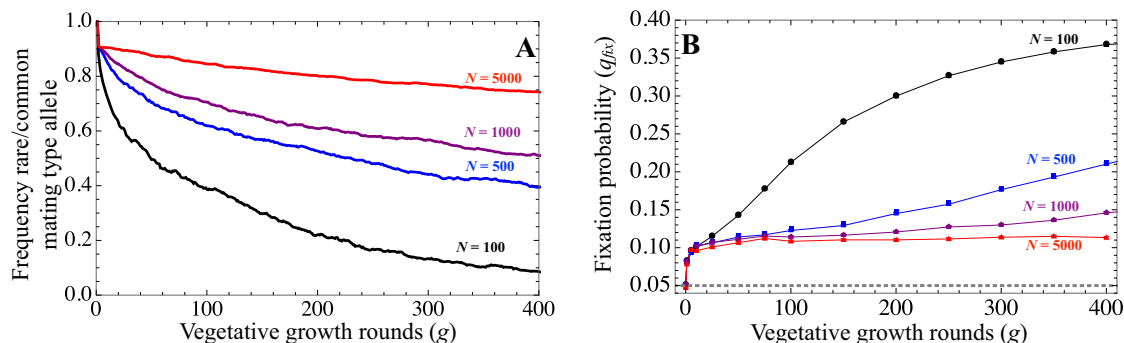 Frequency rare/common
mating type allele
1.0
0.8
0.6
0.4
0.2
0.0
A
N = 5000
N = 1000
N = 500
N = 100
0
100
200
300
400
Vegetative growth rounds (g)
Fixation probability (qfix)
0.40
0.35
0.30
0.25
0.20
0.15
0.10
0.05
B
N = 100
N = 500
N = 1000
N = 5000
0
100
200
300
400
Vegetative growth rounds (g)